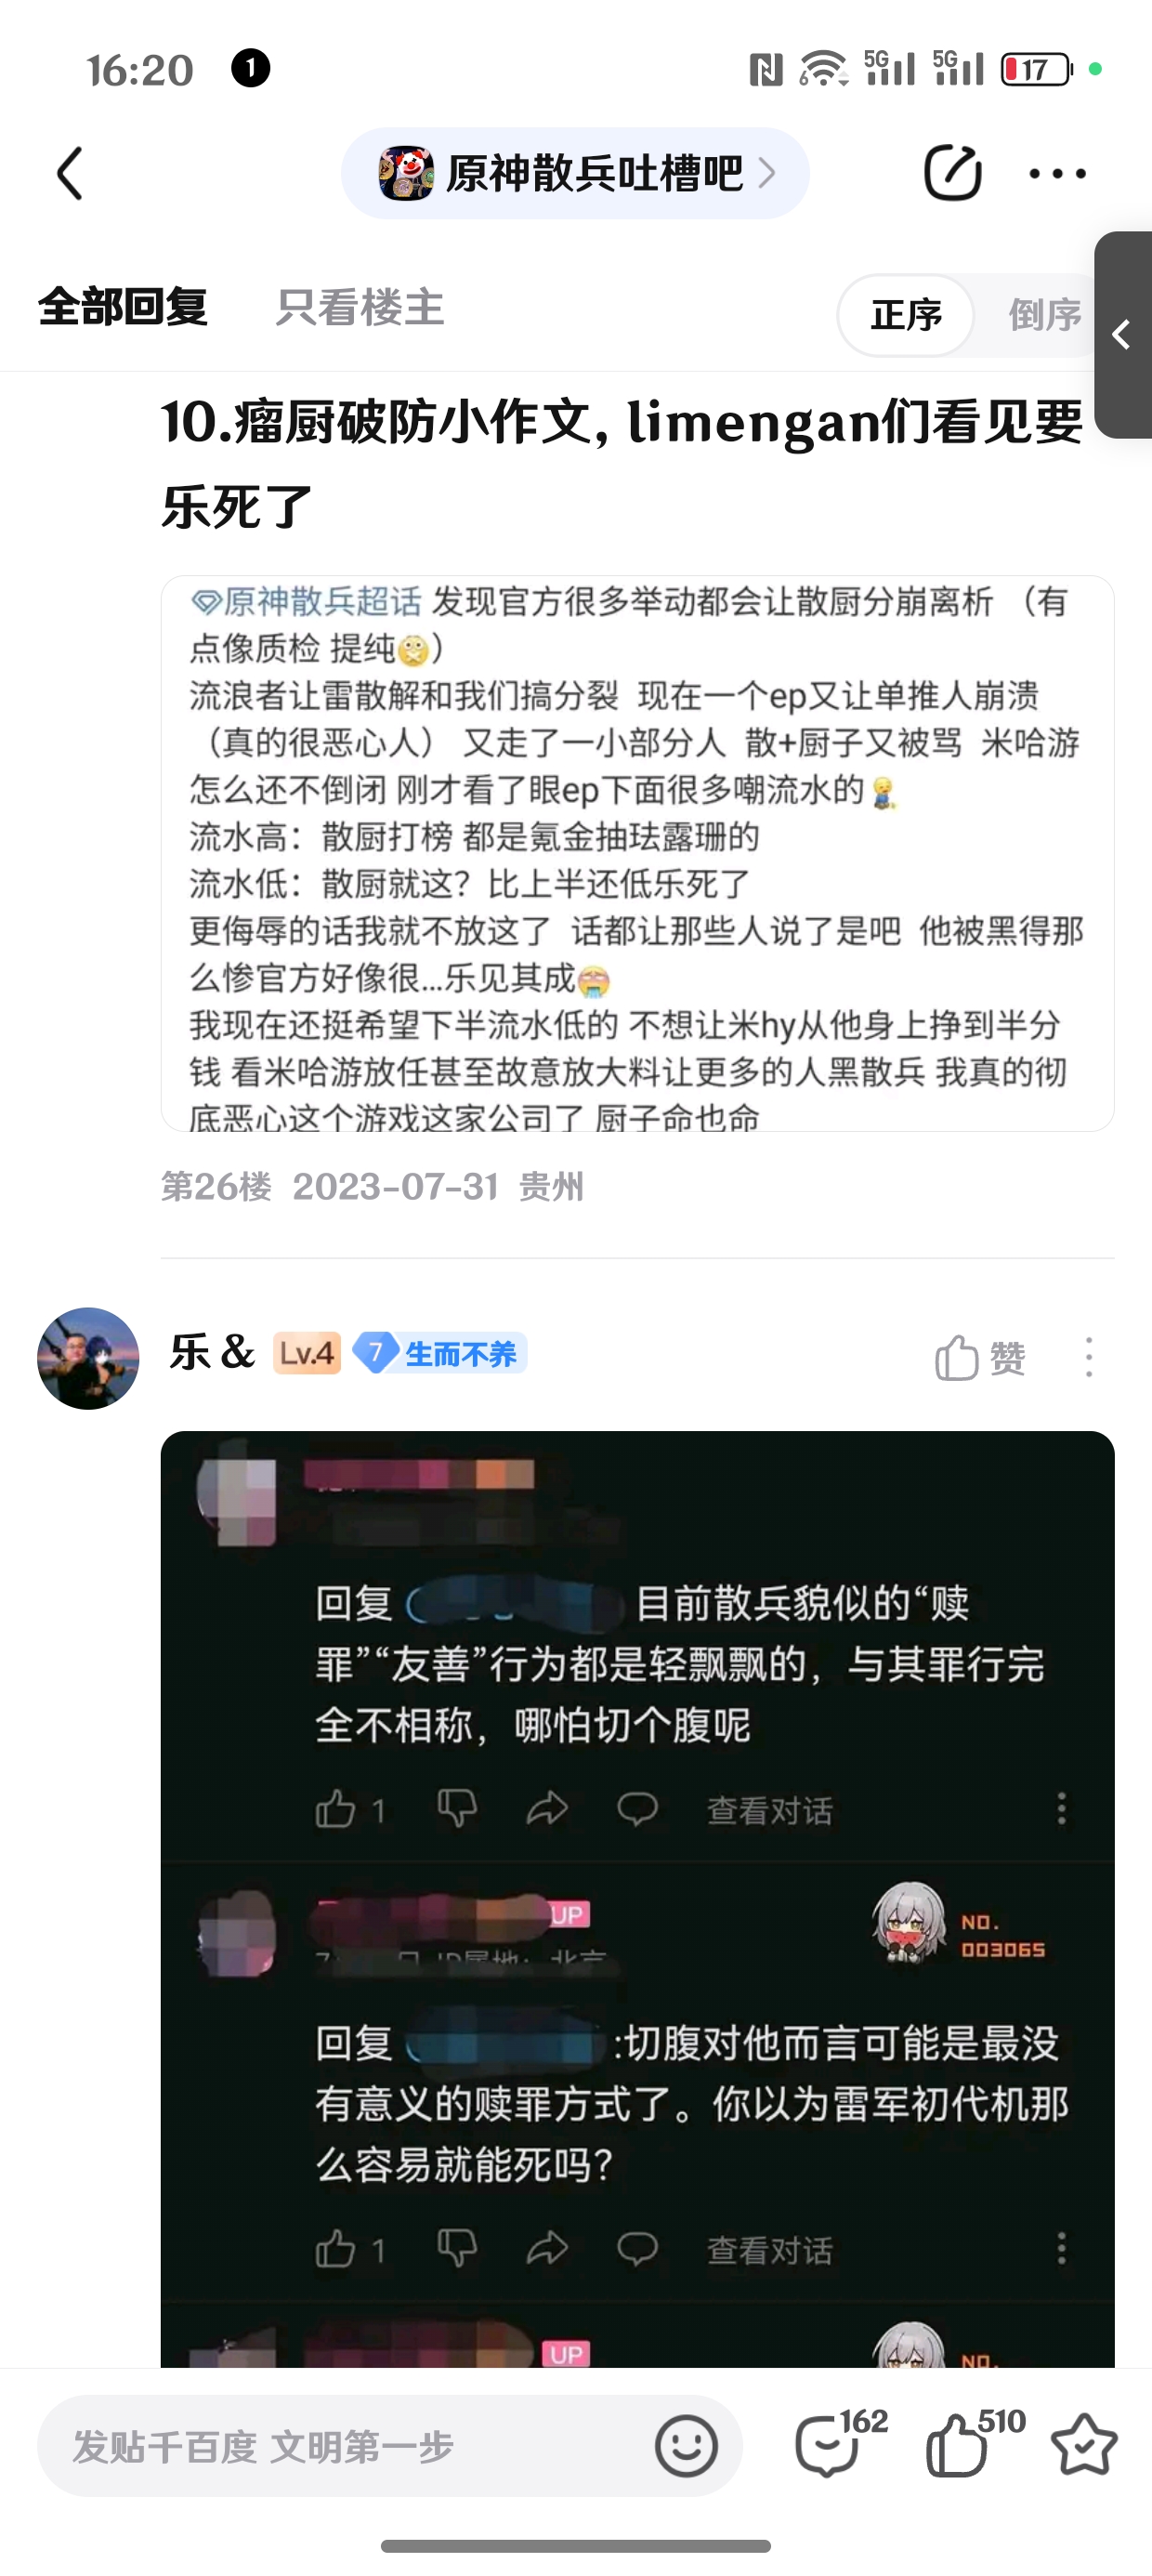 16:20
1
6
5G
5G
17
原神散兵吐槽吧
全部回复 只看楼主
正序 倒序
10.瘤厨破防小作文, limengan们看见要
乐死了
原神散兵超话 发现官方很多举动都会让散厨分崩离析 （有
点像质检 提纯）
流浪者让雷散解和我们搞分裂 现在一个ep又让单推人崩溃
（真的很恶心人） 又走了一小部分人 散+厨子又被骂 米哈游
怎么还不倒闭 刚才看了眼ep下面很多嘲流水的
流水高：散厨打榜 都是氪金抽珐露珊的
流水低：散厨就这？比上半还低乐死了
更侮辱的话我就不放这了 话都让那些人说了是吧 他被黑得那
么惨官方好像很...乐见其成
我现在还挺希望下半流水低的 不想让米hy从他身上挣到半分
钱 看米哈游放任甚至故意放大料让更多的人黑散兵 我真的彻
底恶心这个游戏这家公司了 厨子命也命
第26楼 2023-07-31 贵州
乐 & Lv.4 7 生而不养
赞
回复 目前散兵貌似的“赎
罪”“友善”行为都是轻飘飘的，与其罪行完
全不相称，哪怕切个腹呢
1 查看对话
UP
NO.
003065
回复 :切腹对他而言可能是最没
有意义的赎罪方式了。你以为雷军初代机那
么容易就能死吗？
1 查看对话
UP
NO.
发贴千百度 文明第一步
162
510